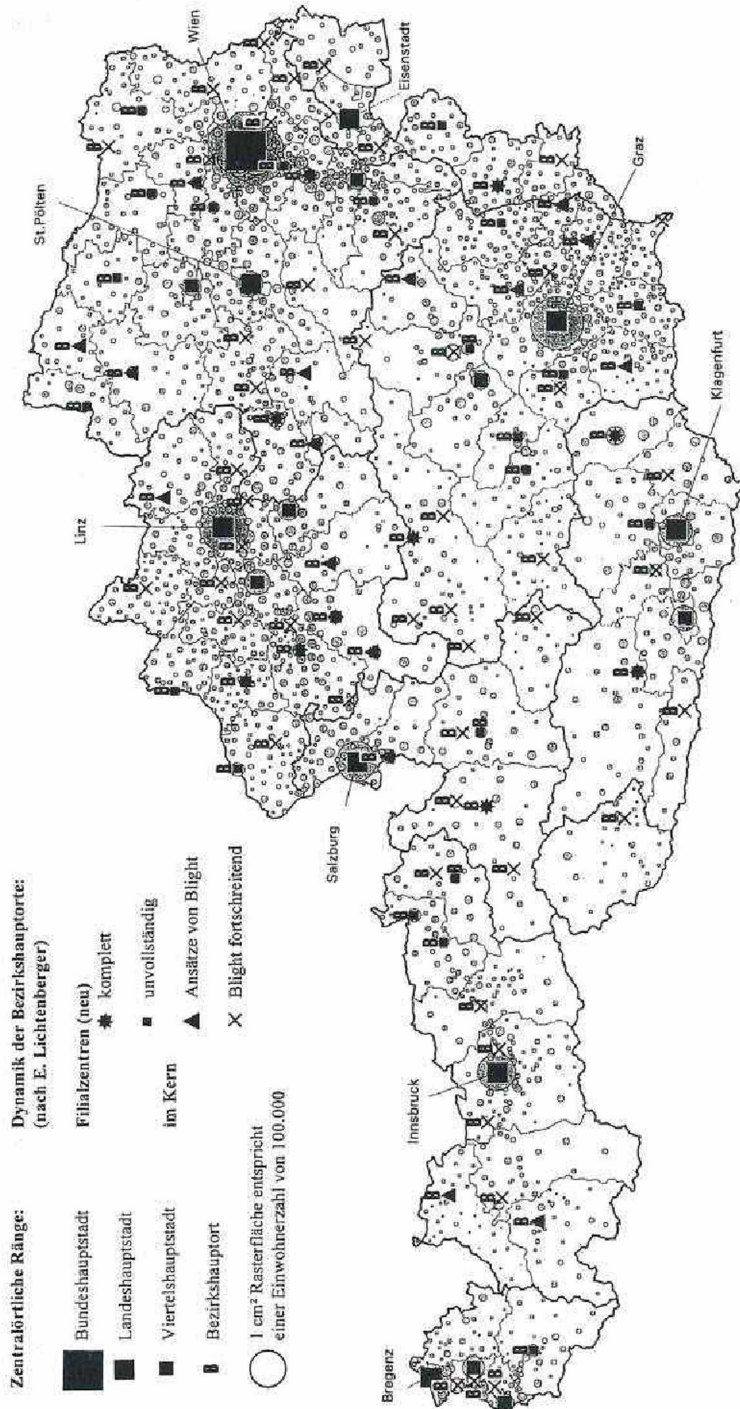 Zentralörtliche Ränge:
Bundeshauptstadt
Landeshauptstadt
Viertelshauptstadt
B Bezirkshauptort
1 cm² Rasterfläche entspricht
einer Einwohnerzahl von 100.000
Dynamik der Bezirkshauptorte:
(nach E. Lichtenberger)
Filialzentren (neu)
komplett
unvollständig
im Kern
Ansätze von Blight
Blight fortschreitend
Bregenz
Innsbruck
Salzburg
Linz
St.Pölten
Wien
Eisenstadt
Graz
Klagenfurt